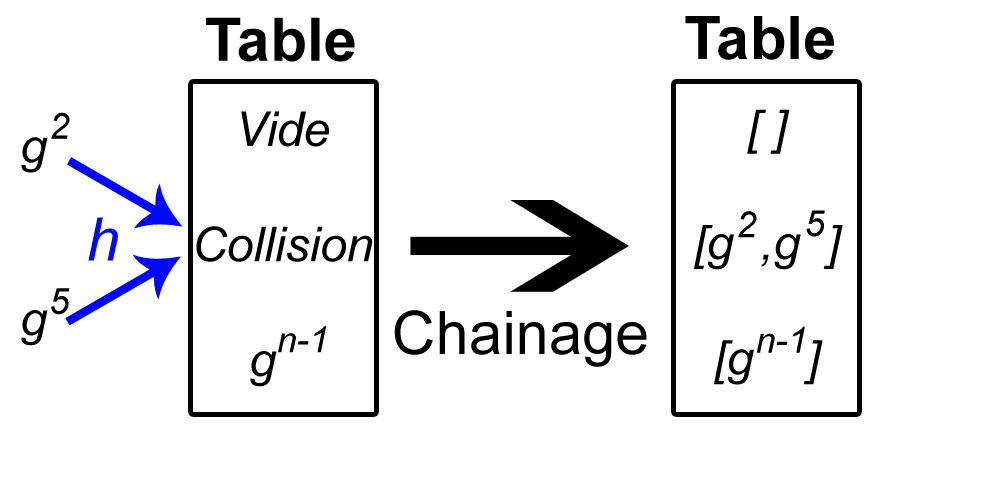 Table
Table
g²
h
g⁵
Vide
Collision
gⁿ⁻¹
Chainage
[ ]
[g²,g⁵]
[gⁿ⁻¹]